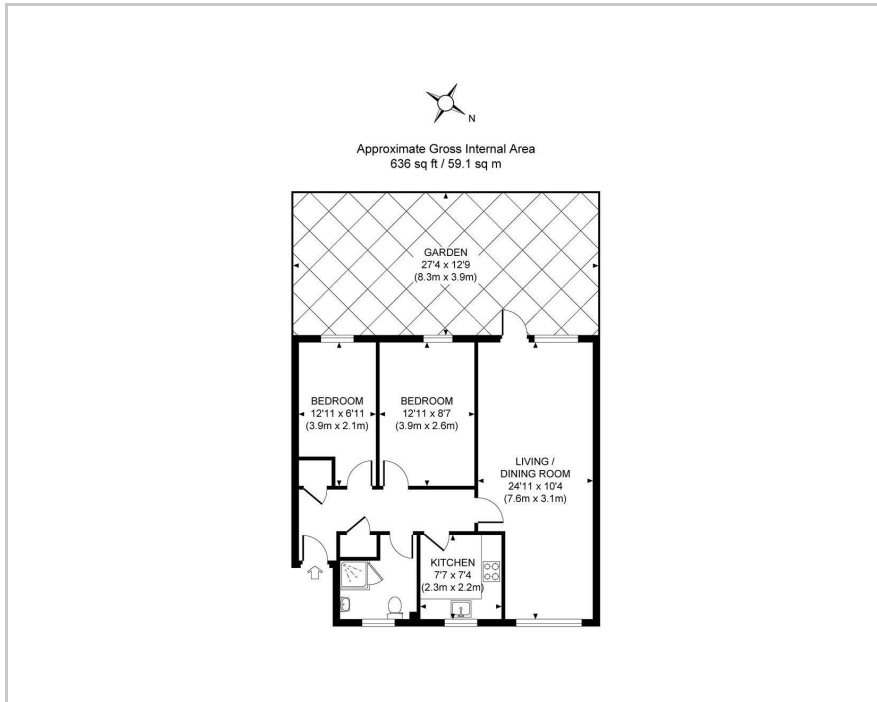 N
Approximate Gross Internal Area
636 sq ft / 59.1 sq m
GARDEN
27'4 x 12'9
(8.3m x 3.9m)
BEDROOM
12'11 x 6'11
(3.9m x 2.1m)
BEDROOM
12'11 x 8'7
(3.9m x 2.6m)
LIVING /
DINING ROOM
24'11 x 10'4
(7.6m x 3.1m)
KITCHEN
7'7 x 7'4
(2.3m x 2.2m)